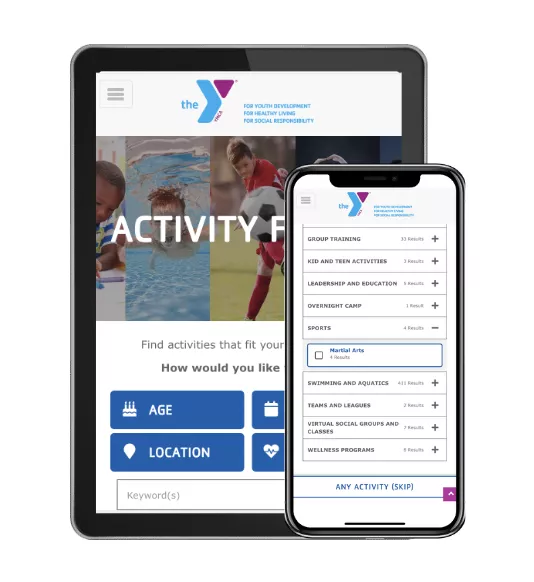 the
YMCA
FOR YOUTH DEVELOPMENT
FOR HEALTHY LIVING
FOR SOCIAL RESPONSIBILITY
ACTIVITY F
Find activities that fit your
How would you like
AGE
LOCATION
Keyword(s)
the
FOR YOUTH DEVELOPMENT
FOR HEALTHY LIVING
FOR SOCIAL RESPONSIBILITY
GROUP TRAINING 33 Results +
KID AND TEEN ACTIVITIES 3 Results +
LEADERSHIP AND EDUCATION Results +
OVERNIGHT CAMP 1 Result +
SPORTS 4 Results −
Martial Arts
4 Results
SWIMMING AND AQUATICS 411 Results +
TEAMS AND LEAGUES 2 Results +
VIRTUAL SOCIAL GROUPS AND
CLASSES 7 Results +
WELLNESS PROGRAMS Results +
ANY ACTIVITY (SKIP)